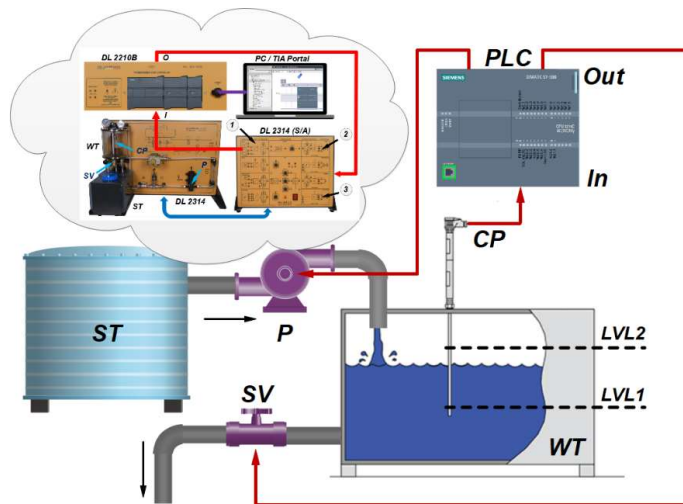 DL 2210B
O
PC / TIA Portal
I
1
DL 2314 (S/A)
2
WT
CP
SV
P
3
ST
DL 2314
PLC
SIEMENS
Out
In
CP
ST
P
LVL2
SV
LVL1
WT